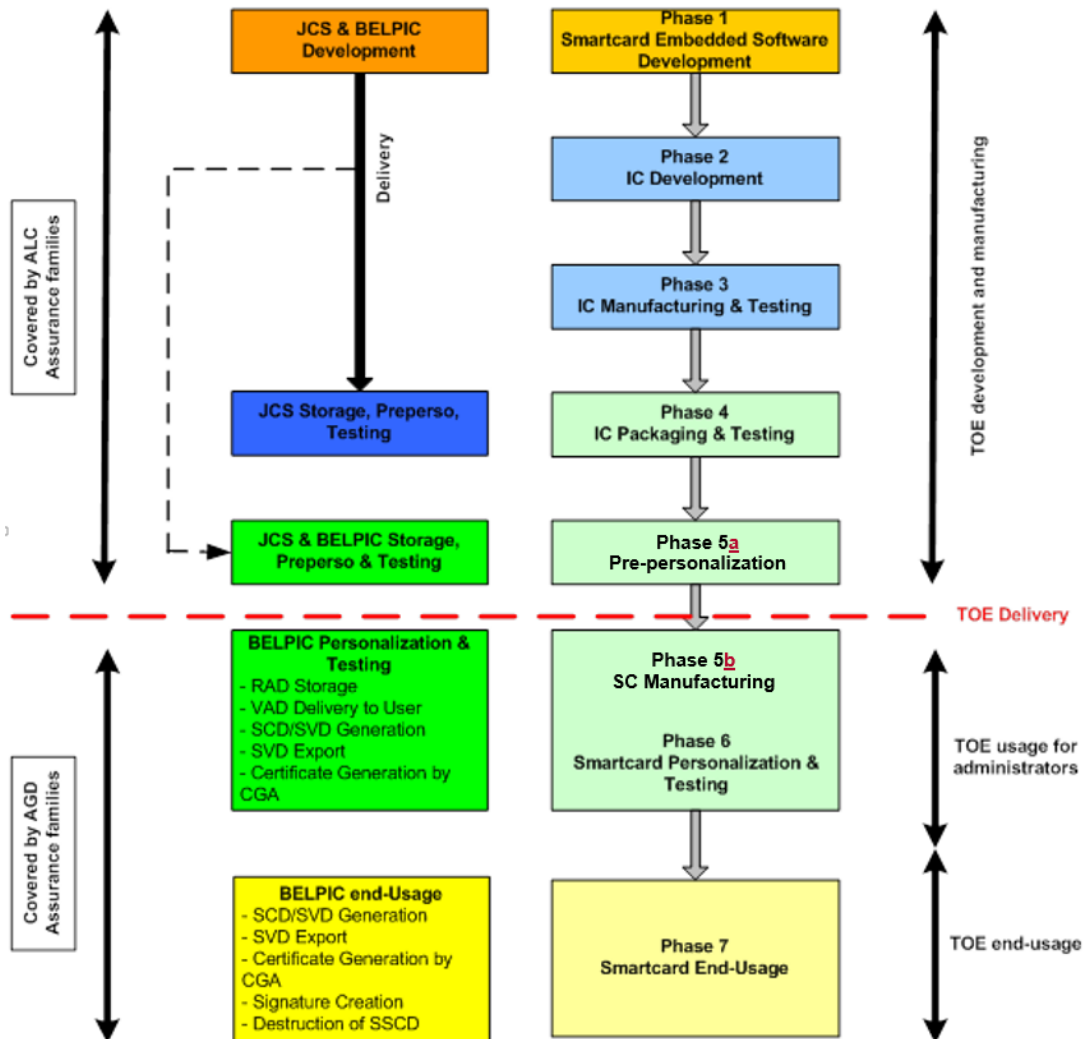 JCS & BELPIC
Development
Phase 1
Smartcard Embedded Software
Development
Delivery
Phase 2
IC Development
Covered by ALC
Assurance families
Phase 3
IC Manufacturing & Testing
TOE development and manufacturing
JCS Storage, Preperso,
Testing
Phase 4
IC Packaging & Testing
JCS & BELPIC Storage,
Preperso & Testing
Phase 5a
Pre-personalization
TOE Delivery
BELPIC Personalization &
Testing
- RAD Storage
- VAD Delivery to User
- SCD/SVD Generation
- SVD Export
- Certificate Generation by
CGA
Phase 5b
SC Manufacturing
Phase 6
Smartcard Personalization &
Testing
TOE usage for
administrators
Covered by AGD
Assurance families
BELPIC end-Usage
- SCD/SVD Generation
- SVD Export
- Certificate Generation by
CGA
- Signature Creation
- Destruction of SSCD
Phase 7
Smartcard End-Usage
TOE end-usage